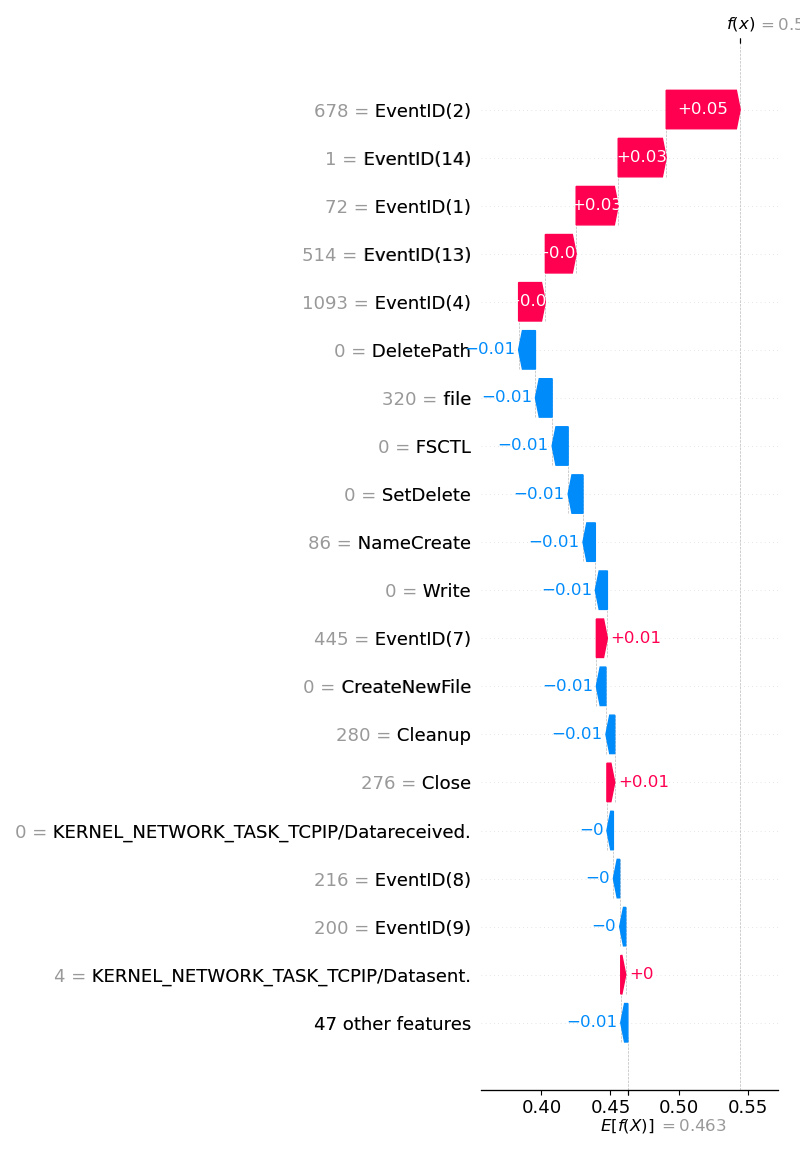 f(x) = 0.5
678 = EventID(2)
+0.05
1 = EventID(14)
+0.03
72 = EventID(1)
+0.03
514 = EventID(13)
1093 = EventID(4)
0 = DeletePath
−0.01
320 = file
−0.01
0 = FSCTL
−0.01
0 = SetDelete
−0.01
86 = NameCreate
−0.01
0 = Write
−0.01
445 = EventID(7)
+0.01
0 = CreateNewFile
−0.01
280 = Cleanup
−0.01
276 = Close
+0.01
0 = KERNEL_NETWORK_TASK_TCPIP/Datareceived.
−0
216 = EventID(8)
−0
200 = EventID(9)
−0
4 = KERNEL_NETWORK_TASK_TCPIP/Datasent.
+0
47 other features
−0.01
0.40 0.45 0.50 0.55
E[f(X)] = 0.463